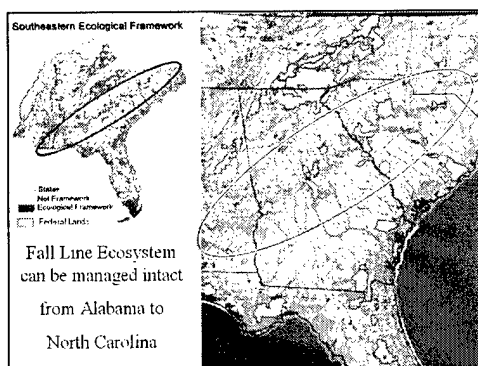 Southeastern Ecological Framework
States
Not Framework
Ecological Framework
Federal Lands
Fall Line Ecosystem
can be managed intact
from Alabama to
North Carolina